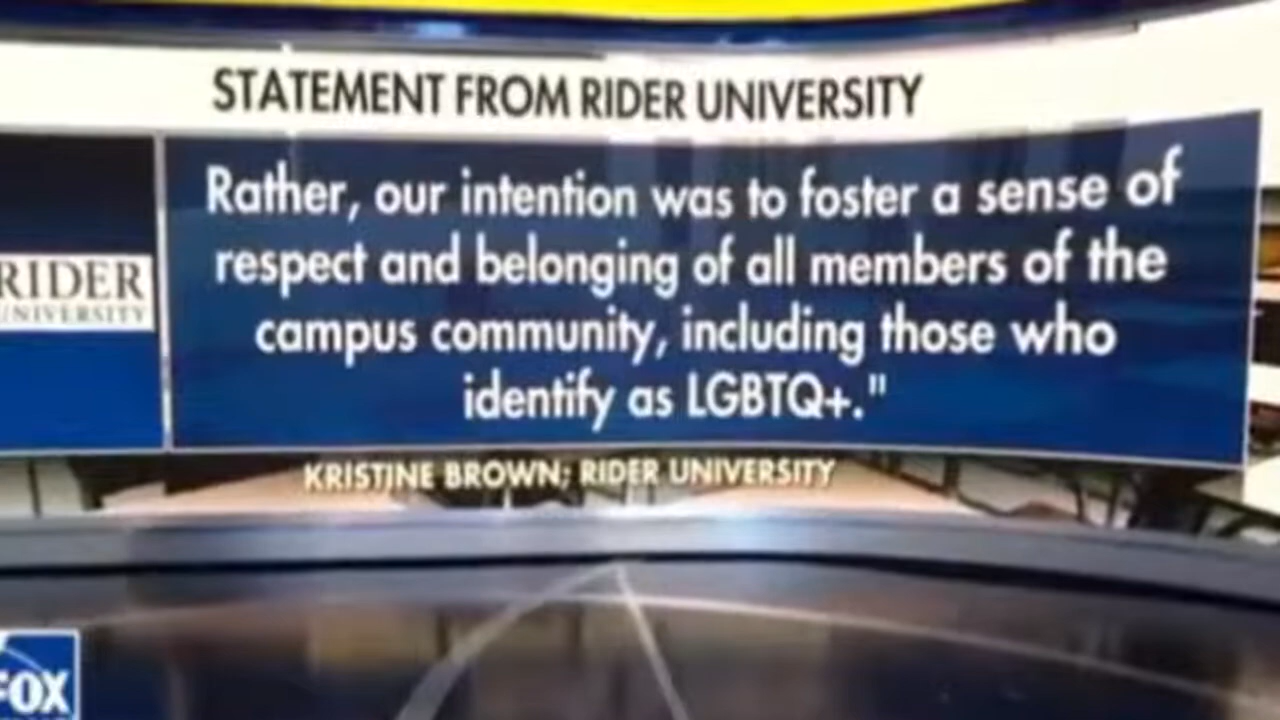 STATEMENT FROM RIDER UNIVERSITY
Rather, our intention was to foster a sense of
respect and belonging of all members of the
campus community, including those who
identify as LGBTQ+."
RIDER
UNIVERSITY
KRISTINE BROWN; RIDER UNIVERSITY
FOX